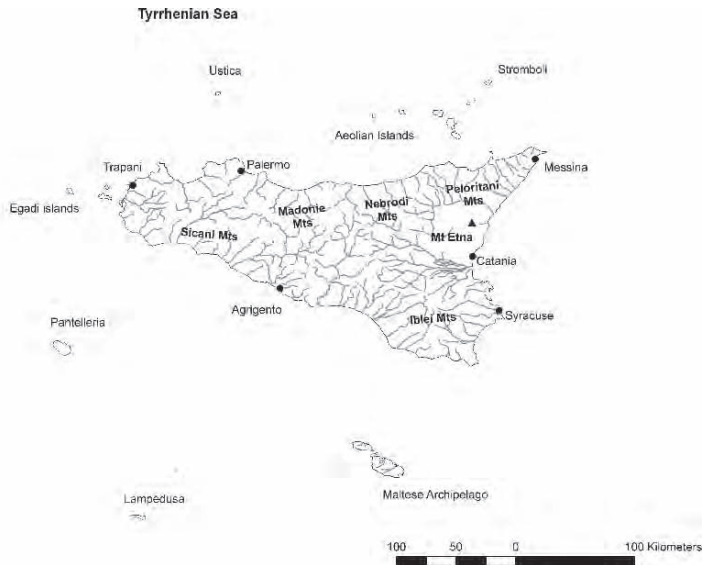 Tyrrhenian Sea
Ustica
Stromboli
Aeolian Islands
Trapani
Palermo
Messina
Egadi islands
Peloritani
Mts
Nebrodi
Mts
Madonie
Mts
Sicani Mts
Mt Etna
Catania
Agrigento
Iblei Mts
Syracuse
Pantelleria
Lampedusa
Maltese Archipelago
100 50 0 100 Kilometers